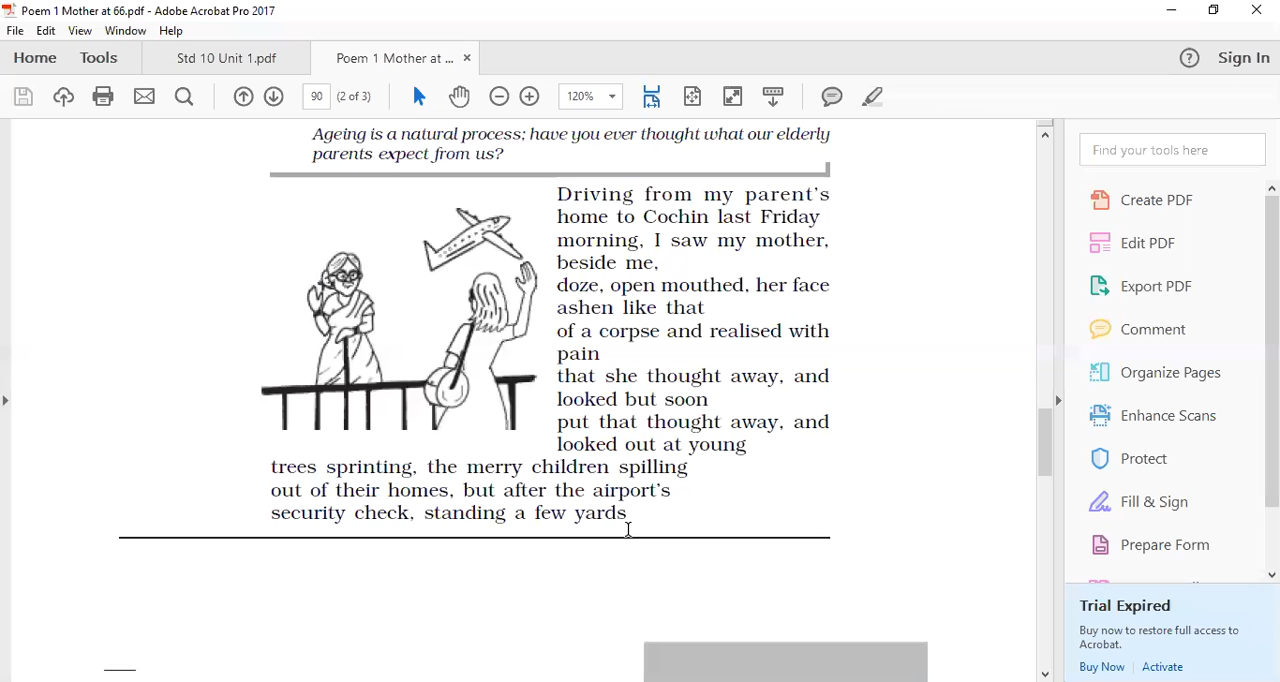 Poem 1 Mother at 66.pdf - Adobe Acrobat Pro 2017
File Edit View Window Help
Home Tools Std 10 Unit 1.pdf Poem 1 Mother at ... × ? Sign In
90 (2 of 3) 120%
Ageing is a natural process; have you ever thought what our elderly
parents expect from us?
Driving from my parent's
home to Cochin last Friday
morning, I saw my mother,
beside me,
doze, open mouthed, her face
ashen like that
of a corpse and realised with
pain
that she thought away, and
looked but soon
put that thought away, and
looked out at young
trees sprinting, the merry children spilling
out of their homes, but after the airport's
security check, standing a few yards
Find your tools here
Create PDF
Edit PDF
Export PDF
Comment
Organize Pages
Enhance Scans
Protect
Fill & Sign
Prepare Form
Trial Expired
Buy now to restore full access to
Acrobat.
Buy Now Activate